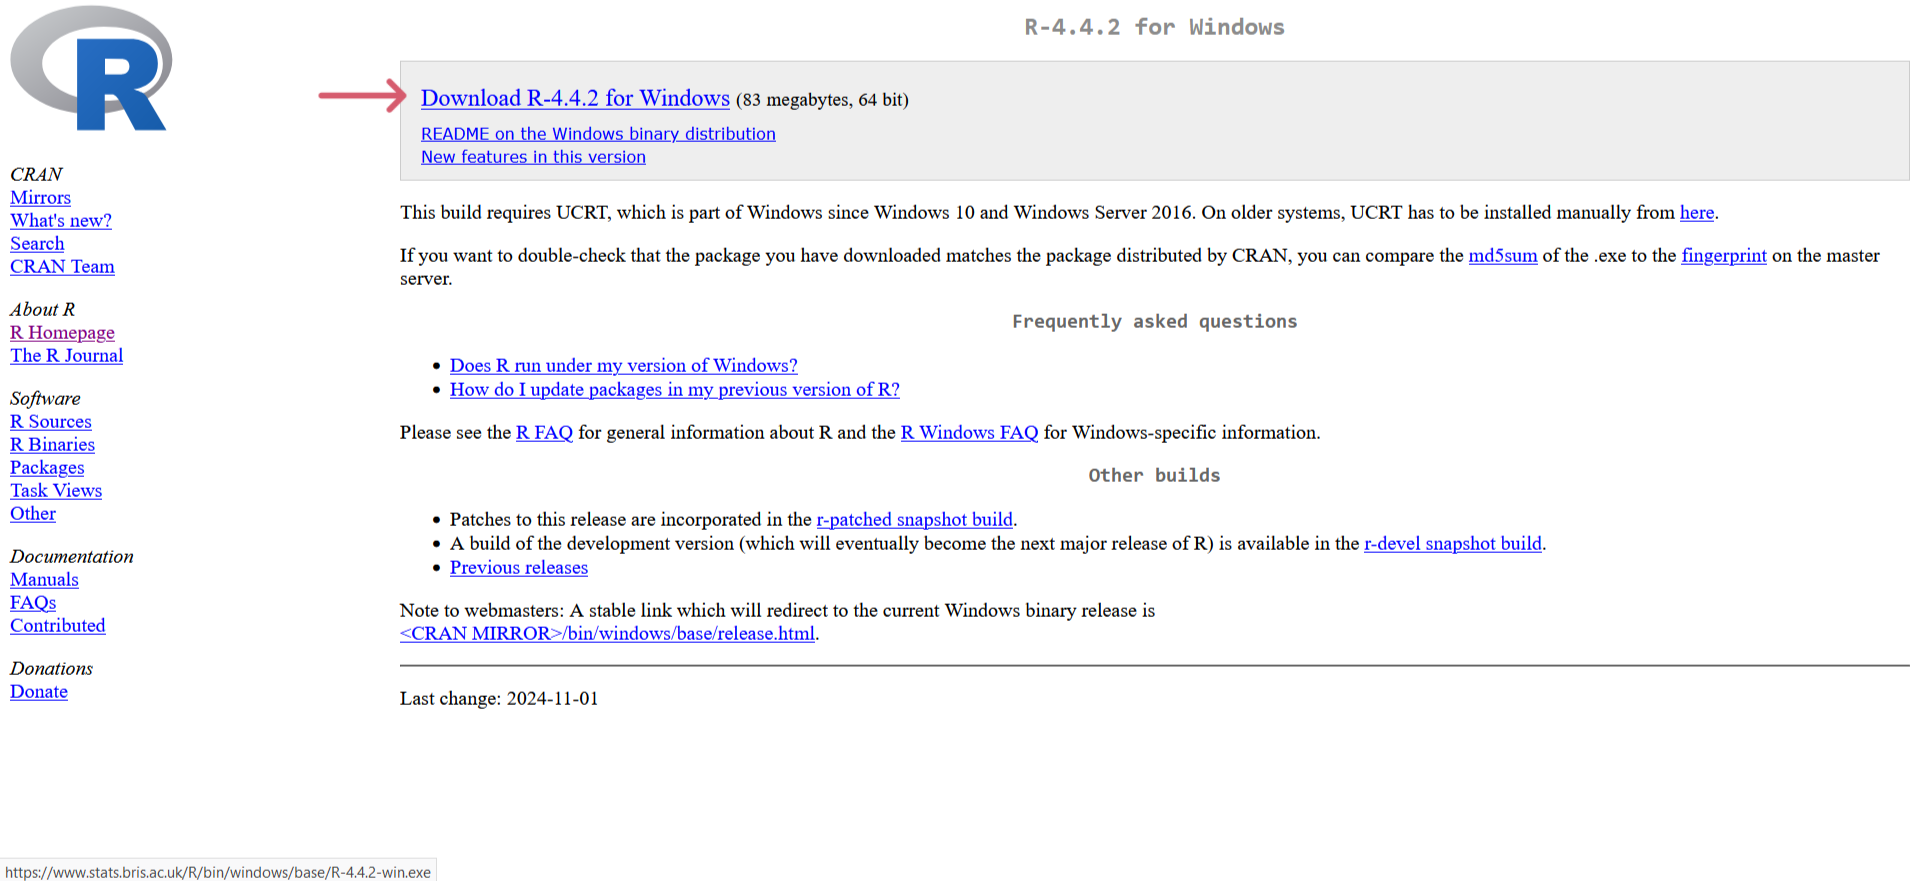 R
CRAN
Mirrors
What's new?
Search
CRAN Team
About R
R Homepage
The R Journal
Software
R Sources
R Binaries
Packages
Task Views
Other
Documentation
Manuals
FAQs
Contributed
Donations
Donate
R-4.4.2 for Windows
Download R-4.4.2 for Windows (83 megabytes, 64 bit)
README on the Windows binary distribution
New features in this version
This build requires UCRT, which is part of Windows since Windows 10 and Windows Server 2016. On older systems, UCRT has to be installed manually from here.
If you want to double-check that the package you have downloaded matches the package distributed by CRAN, you can compare the md5sum of the .exe to the fingerprint on the master
server.
Frequently asked questions
• Does R run under my version of Windows?
• How do I update packages in my previous version of R?
Please see the R FAQ for general information about R and the R Windows FAQ for Windows-specific information.
Other builds
• Patches to this release are incorporated in the r-patched snapshot build.
• A build of the development version (which will eventually become the next major release of R) is available in the r-devel snapshot build.
• Previous releases
Note to webmasters: A stable link which will redirect to the current Windows binary release is
<CRAN MIRROR>/bin/windows/base/release.html.
Last change: 2024-11-01
https://www.stats.bris.ac.uk/R/bin/windows/base/R-4.4.2-win.exe